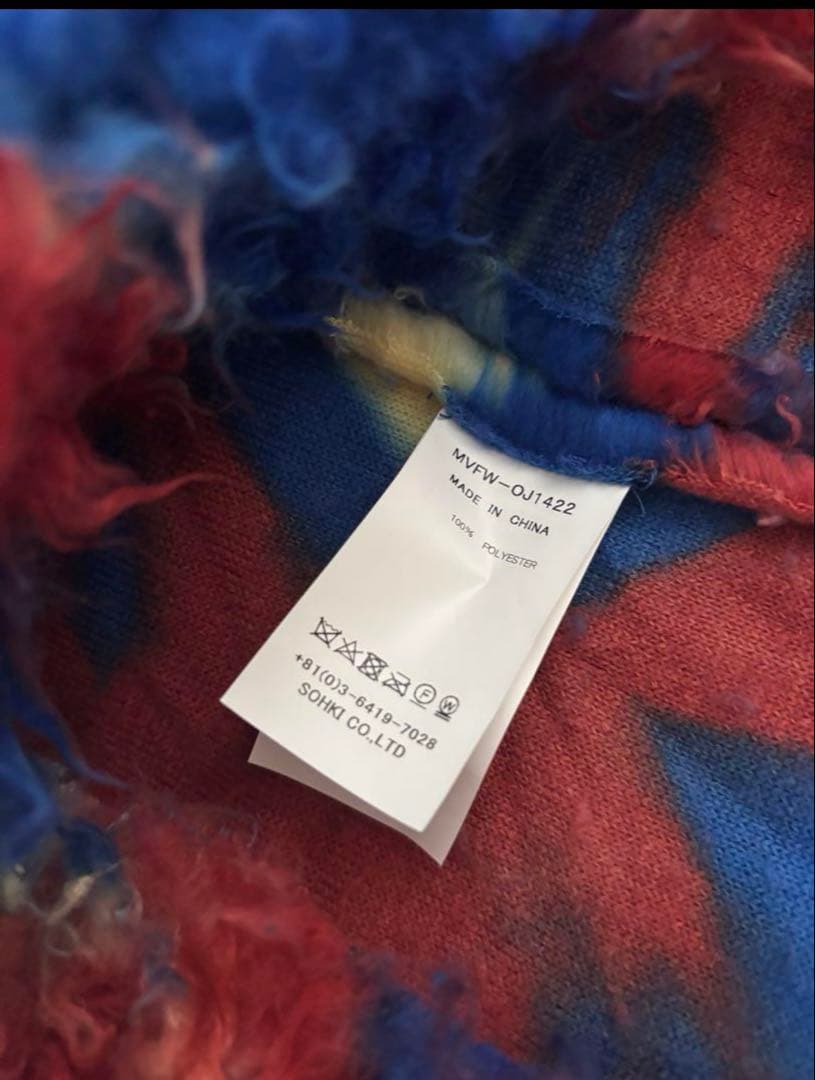 MVFW-OJ1422
MADE IN CHINA
100% POLYESTER
F W
+81(0)3-6419-7028
SOHKI CO.,LTD